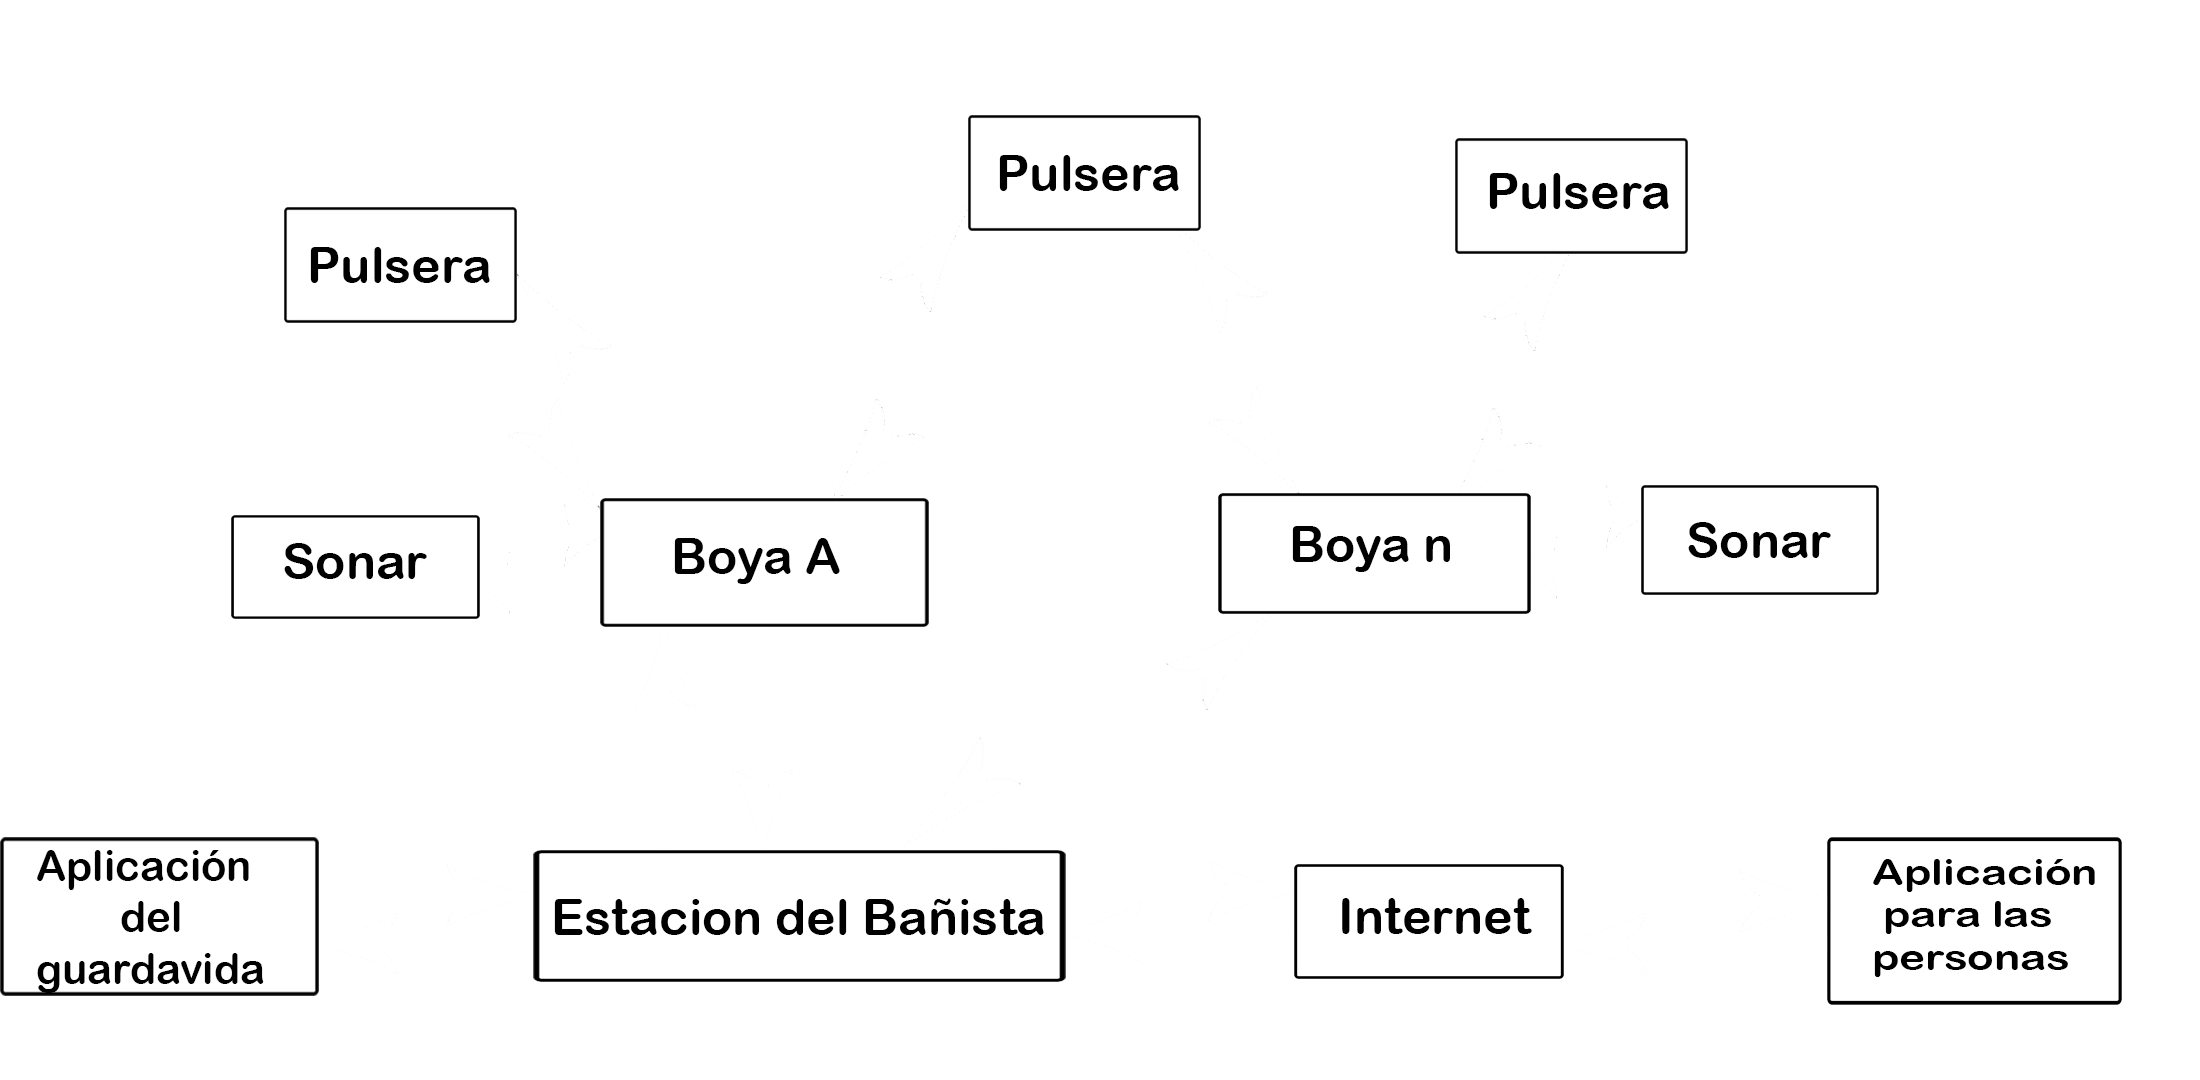 Pulsera
Pulsera
Pulsera
Sonar
Boya A
Boya n
Sonar
Aplicación
del
guardavida
Estacion del Bañista
Internet
Aplicación
para las
personas